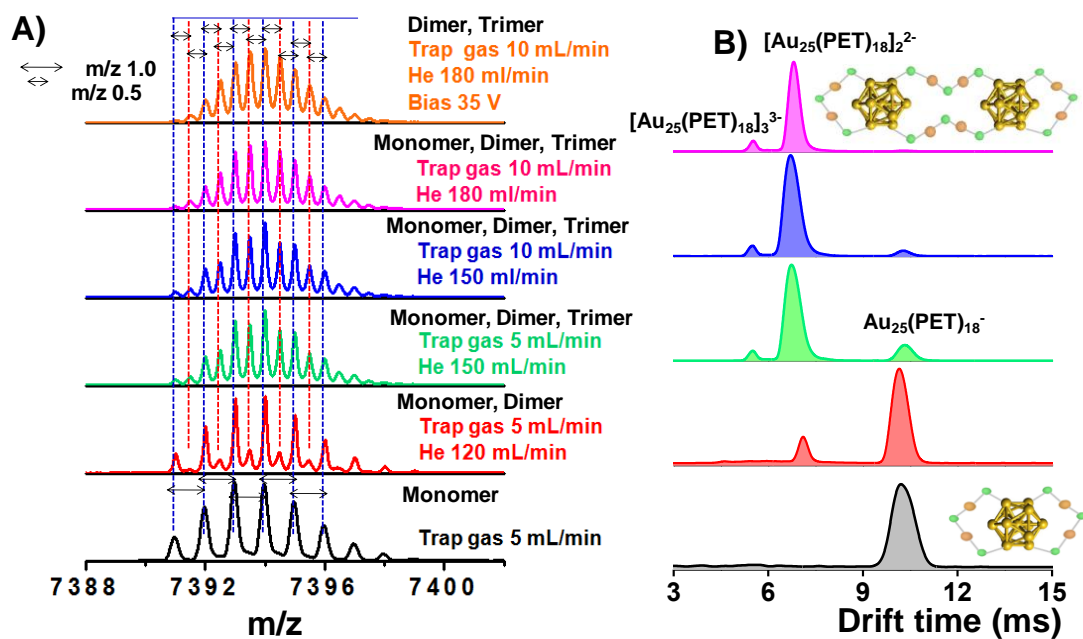 A)
m/z 1.0
m/z 0.5
Dimer, Trimer
Trap gas 10 mL/min
He 180 ml/min
Bias 35 V
Monomer, Dimer, Trimer
Trap gas 10 mL/min
He 180 ml/min
Monomer, Dimer, Trimer
Trap gas 10 mL/min
He 150 ml/min
Monomer, Dimer, Trimer
Trap gas 5 mL/min
He 150 mL/min
Monomer, Dimer
Trap gas 5 mL/min
He 120 mL/min
Monomer
Trap gas 5 mL/min
7388 7392 7396 7400
m/z
B)
[Au₂₅(PET)₁₈]₂²⁻
[Au₂₅(PET)₁₈]₃³⁻
Au₂₅(PET)₁₈⁻
3 6 9 12 15
Drift time (ms)